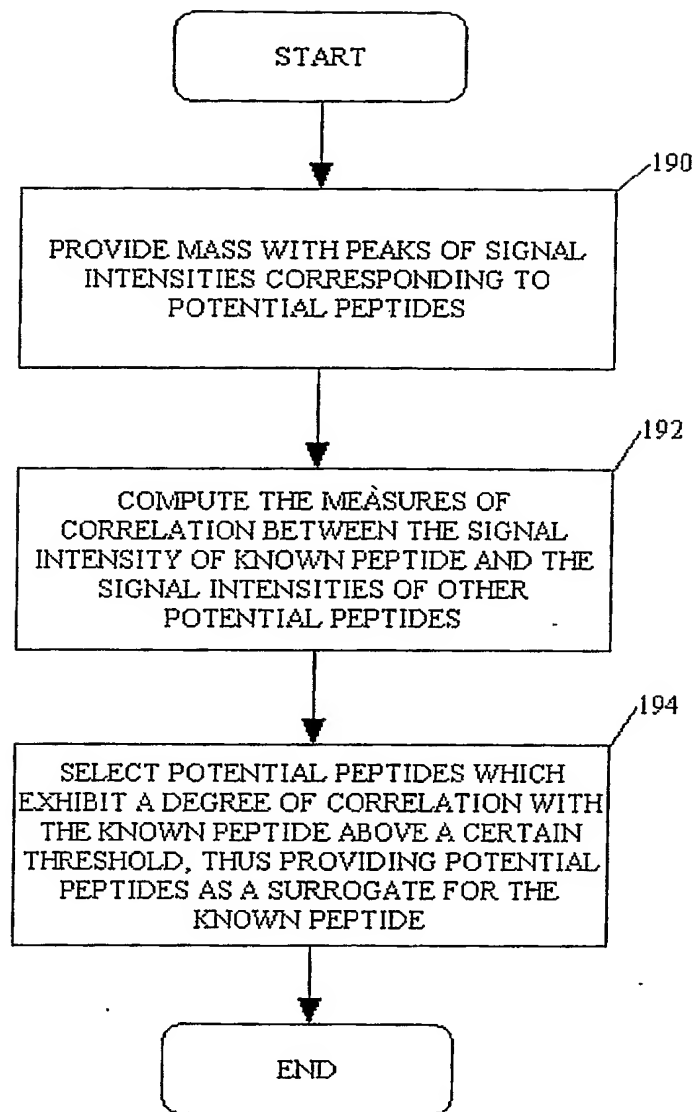 START
190
PROVIDE MASS WITH PEAKS OF SIGNAL
INTENSITIES CORRESPONDING TO
POTENTIAL PEPTIDES
192
COMPUTE THE MEASURES OF
CORRELATION BETWEEN THE SIGNAL
INTENSITY OF KNOWN PEPTIDE AND THE
SIGNAL INTENSITIES OF OTHER
POTENTIAL PEPTIDES
194
SELECT POTENTIAL PEPTIDES WHICH
EXHIBIT A DEGREE OF CORRELATION WITH
THE KNOWN PEPTIDE ABOVE A CERTAIN
THRESHOLD, THUS PROVIDING POTENTIAL
PEPTIDES AS A SURROGATE FOR THE
KNOWN PEPTIDE
END